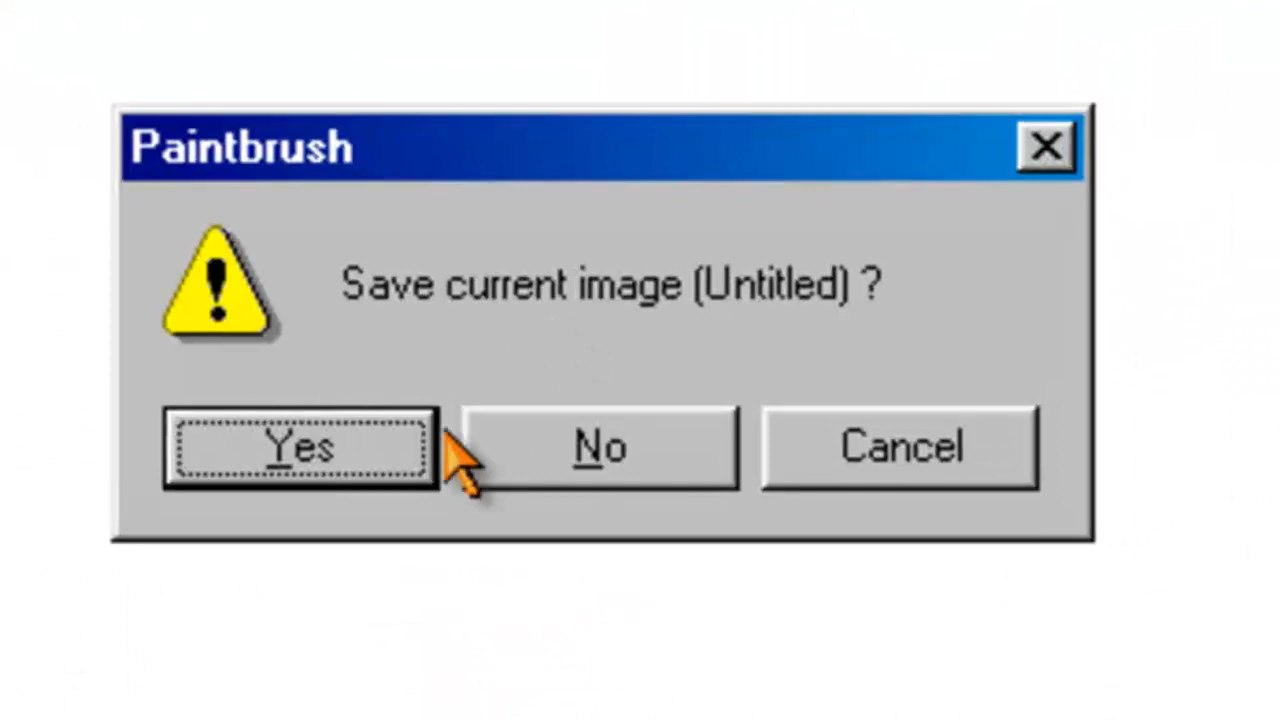 Paintbrush
Save current image (Untitled) ?
Yes
No
Cancel